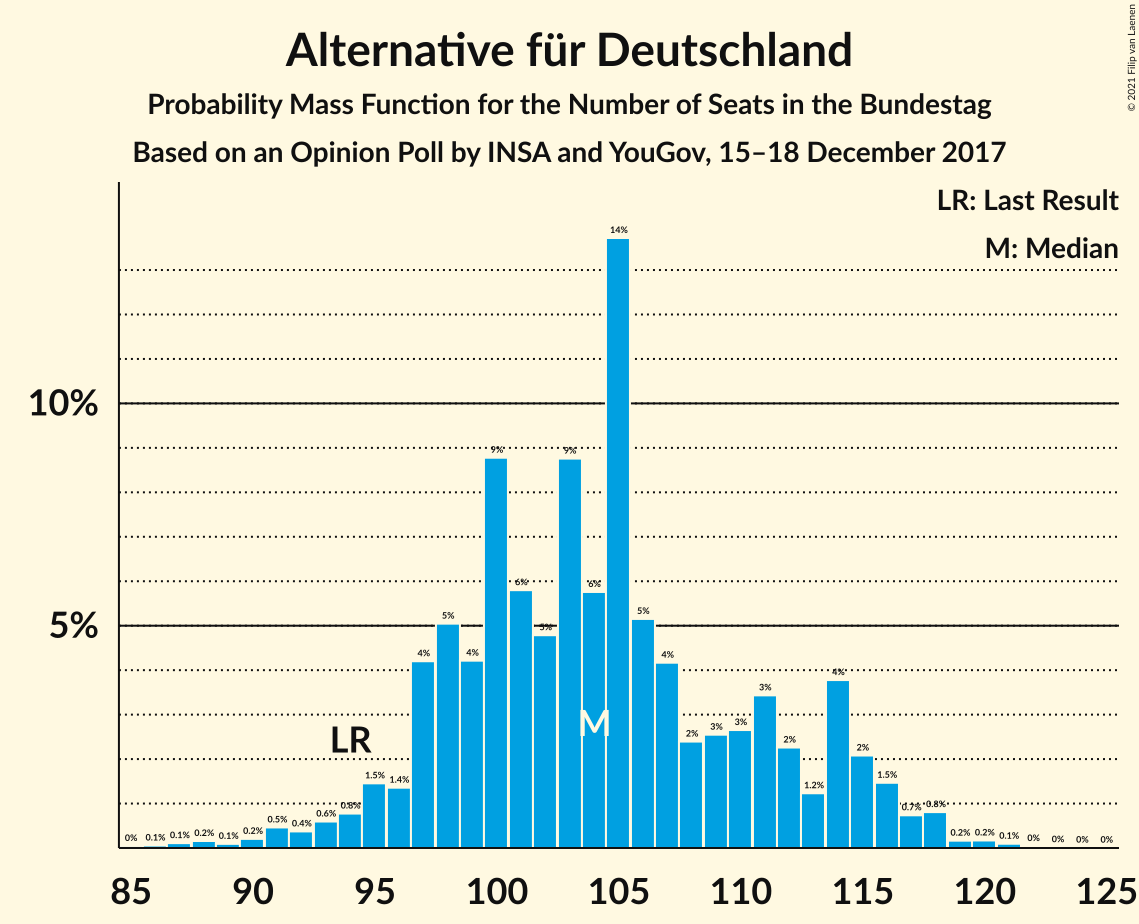 Alternative für Deutschland
Probability Mass Function for the Number of Seats in the Bundestag
Based on an Opinion Poll by INSA and YouGov, 15–18 December 2017
© 2021 Filip van Laenen
LR: Last Result
M: Median
10%
5%
0% 0.1% 0.1% 0.2% 0.1% 0.2% 0.5% 0.4% 0.6% 0.8% 1.5% 1.4% 4% 5% 4% 9% 6% 5% 9% 6% 14% 5% 4% 2% 3% 3% 3% 2% 1.2% 4% 2% 1.5% 0.7% 0.8% 0.2% 0.2% 0.1% 0% 0% 0% 0%
LR
M
85 90 95 100 105 110 115 120 125